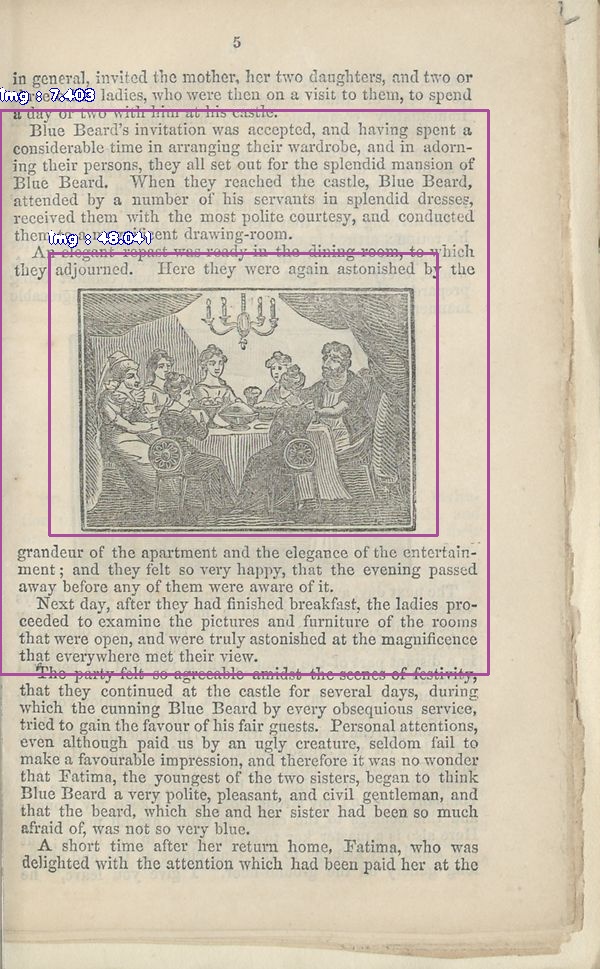 5
in general, invited the mother, her two daughters, and two or
img : 7.403
ladies, who were then on a visit to them, to spend
a day or two with him at his castle.
Blue Beard's invitation was accepted, and having spent a
considerable time in arranging their wardrobe, and in adorn-
ing their persons, they all set out for the splendid mansion of
Blue Beard. When they reached the castle, Blue Beard,
attended by a number of his servants in splendid dresses,
received them with the most polite courtesy, and conducted
them drawing-room.
img : 48.041
An elegant repast was ready in the dining room, to which
they adjourned. Here they were again astonished by the
grandeur of the apartment and the elegance of the entertain-
ment; and they felt so very happy, that the evening passed
away before any of them were aware of it.
Next day, after they had finished breakfast, the ladies pro-
ceeded to examine the pictures and furniture of the rooms
that were open, and were truly astonished at the magnificence
that everywhere met their view.
The party felt so agreeable amidst the scenes of festivity,
that they continued at the castle for several days, during
which the cunning Blue Beard by every obsequious service,
tried to gain the favour of his fair guests. Personal attentions,
even although paid us by an ugly creature, seldom fail to
make a favourable impression, and therefore it was no wonder
that Fatima, the youngest of the two sisters, began to think
Blue Beard a very polite, pleasant, and civil gentleman, and
that the beard, which she and her sister had been so much
afraid of, was not so very blue.
A short time after her return home, Fatima, who was
delighted with the attention which had been paid her at the